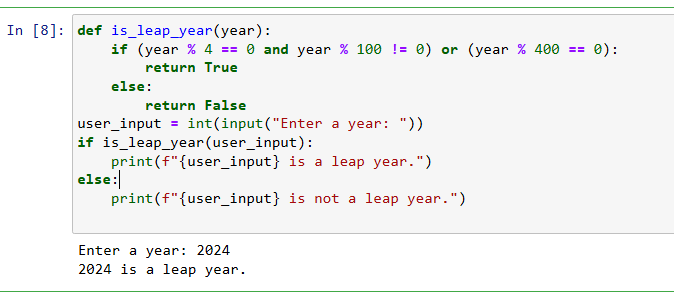 In [8]: def is_leap_year(year):
    if (year % 4 == 0 and year % 100 != 0) or (year % 400 == 0):
        return True
    else:
        return False
user_input = int(input("Enter a year: "))
if is_leap_year(user_input):
    print(f"{user_input} is a leap year.")
else:
    print(f"{user_input} is not a leap year.")
Enter a year: 2024
2024 is a leap year.